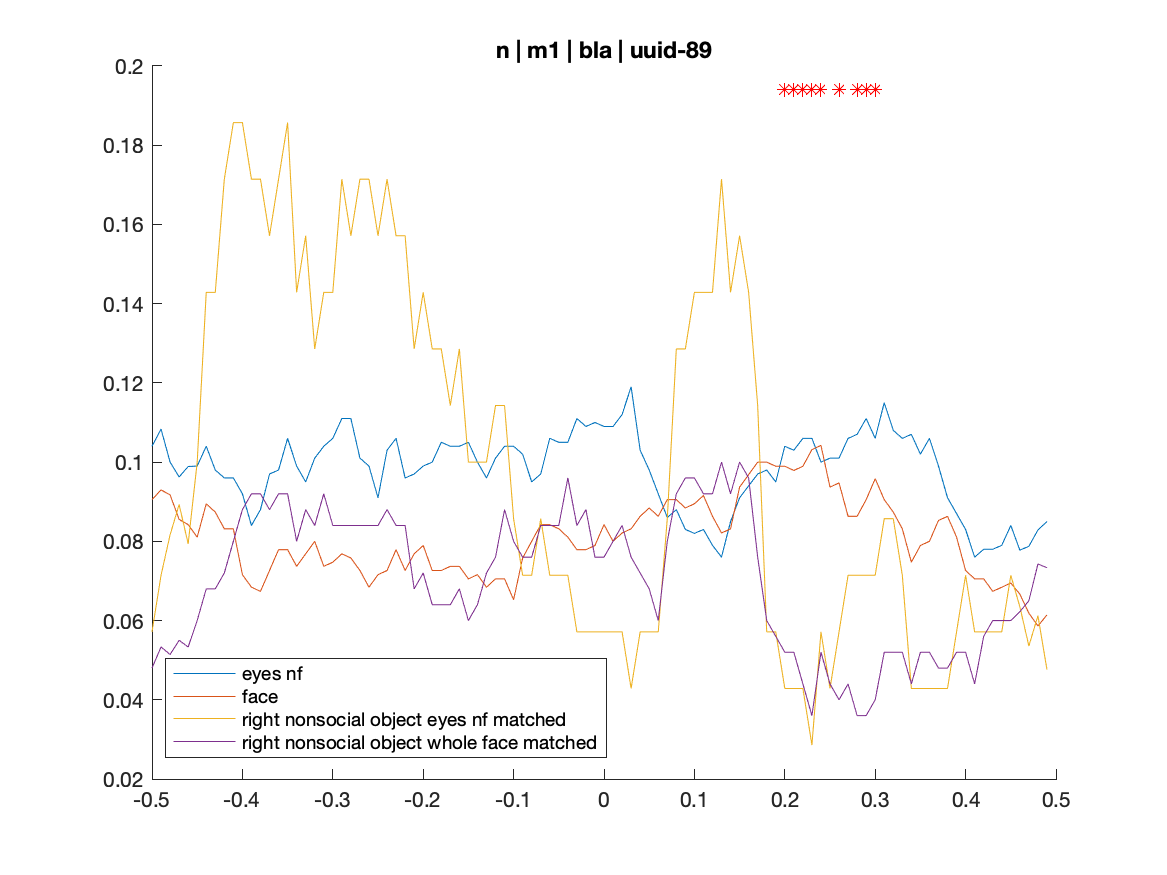 n | m1 | bla | uuid-89
0.2
0.18
0.16
0.14
0.12
0.1
0.08
0.06
0.04
0.02
eyes nf
face
right nonsocial object eyes nf matched
right nonsocial object whole face matched
-0.5 -0.4 -0.3 -0.2 -0.1 0 0.1 0.2 0.3 0.4 0.5